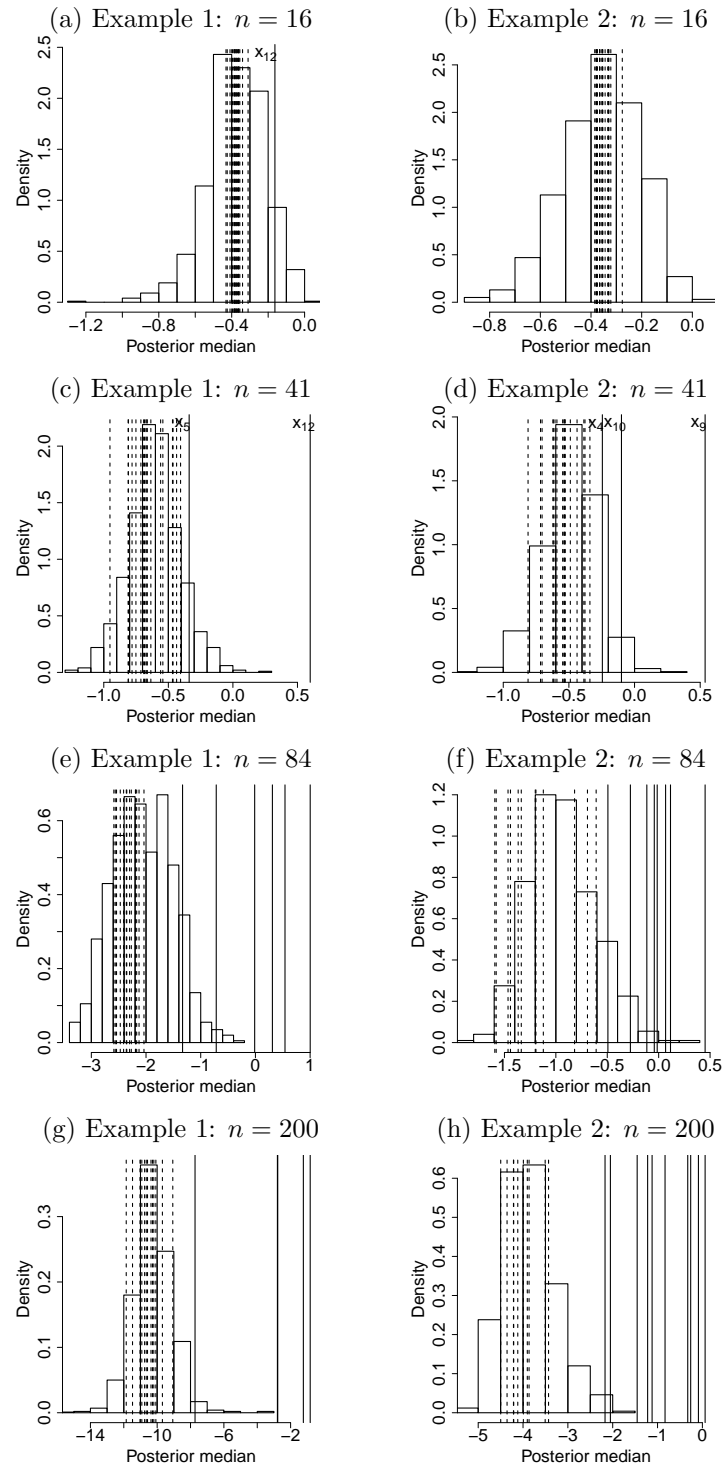 (a) Example 1: n = 16
(b) Example 2: n = 16
x12
Density
0.0 0.5 1.0 1.5 2.0 2.5
−1.2 −0.8 −0.4 0.0
Posterior median
Density
0.0 0.5 1.0 1.5 2.0 2.5
−0.8 −0.6 −0.4 −0.2 0.0
Posterior median
(c) Example 1: n = 41
(d) Example 2: n = 41
x5 x12
Density
0.0 0.5 1.0 1.5 2.0
−1.0 −0.5 0.0 0.5
Posterior median
x4 x10 x9
Density
0.0 0.5 1.0 1.5 2.0
−1.0 −0.5 0.0 0.5
Posterior median
(e) Example 1: n = 84
(f) Example 2: n = 84
Density
0.0 0.2 0.4 0.6
−3 −2 −1 0 1
Posterior median
Density
0.0 0.2 0.4 0.6 0.8 1.0 1.2
−1.5 −1.0 −0.5 0.0 0.5
Posterior median
(g) Example 1: n = 200
(h) Example 2: n = 200
Density
0.0 0.1 0.2 0.3
−14 −10 −6 −2
Posterior median
Density
0.0 0.1 0.2 0.3 0.4 0.5 0.6
−5 −4 −3 −2 −1 0
Posterior median